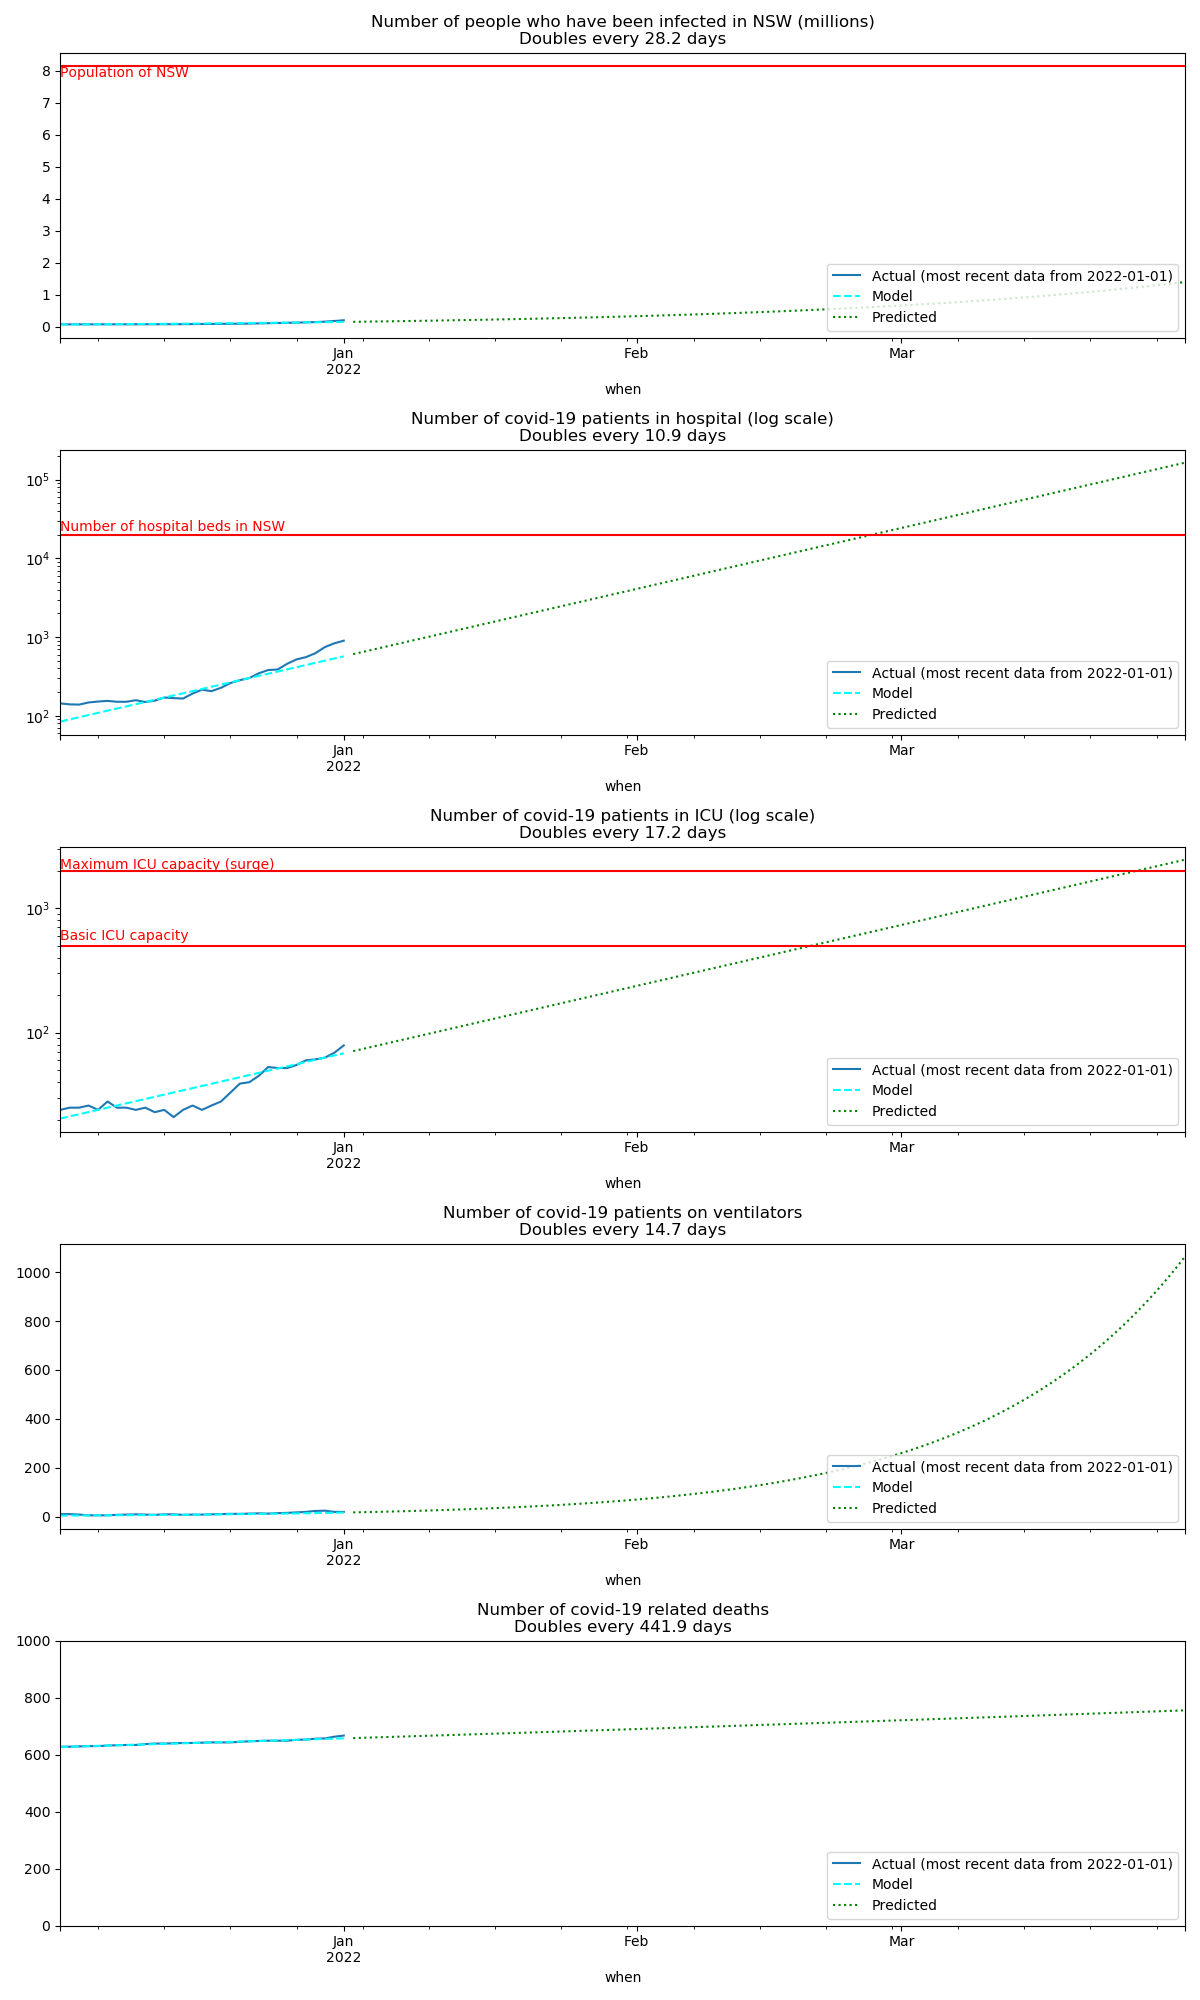 Number of people who have been infected in NSW (millions)
Doubles every 28.2 days
8
Population of NSW
7
6
5
4
3
2
1
0
Actual (most recent data from 2022-01-01)
Model
Predicted
Jan Feb Mar
2022
when
Number of covid-19 patients in hospital (log scale)
Doubles every 10.9 days
10^5
Number of hospital beds in NSW
10^4
10^3
10^2
Actual (most recent data from 2022-01-01)
Model
Predicted
Jan Feb Mar
2022
when
Number of covid-19 patients in ICU (log scale)
Doubles every 17.2 days
Maximum ICU capacity (surge)
10^3
Basic ICU capacity
10^2
Actual (most recent data from 2022-01-01)
Model
Predicted
Jan Feb Mar
2022
when
Number of covid-19 patients on ventilators
Doubles every 14.7 days
1000
800
600
400
200
0
Actual (most recent data from 2022-01-01)
Model
Predicted
Jan Feb Mar
2022
when
Number of covid-19 related deaths
Doubles every 441.9 days
1000
800
600
400
200
0
Actual (most recent data from 2022-01-01)
Model
Predicted
Jan Feb Mar
2022
when